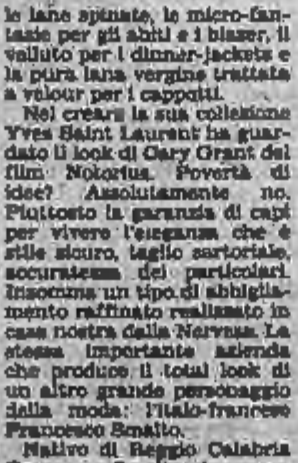 le lane spinate, le micro-fan-
tasie per gli abiti e i blazer, il
velluto per i dinner-jackets e
la pura lana vergine trattata
a velour per i cappotti.
Nel creare la sua collezione
Yves Saint Laurent ha guar-
dato il look di Cary Grant del
film Notorius. Povertà di
idee? Assolutamente no.
Piuttosto la garanzia di capi
per vivere l'eleganza che è
stile sicuro, taglio sartoriale,
accuratezza dei particolari.
Insomma un tipo di abbiglia-
mento raffinato realizzato in
casa nostra dalla La
stessa importante azienda
che produce il total look di
un altro grande personaggio
della moda: l'italo-francese
Francesco Smalto.
Nativo di Reggio Calabria